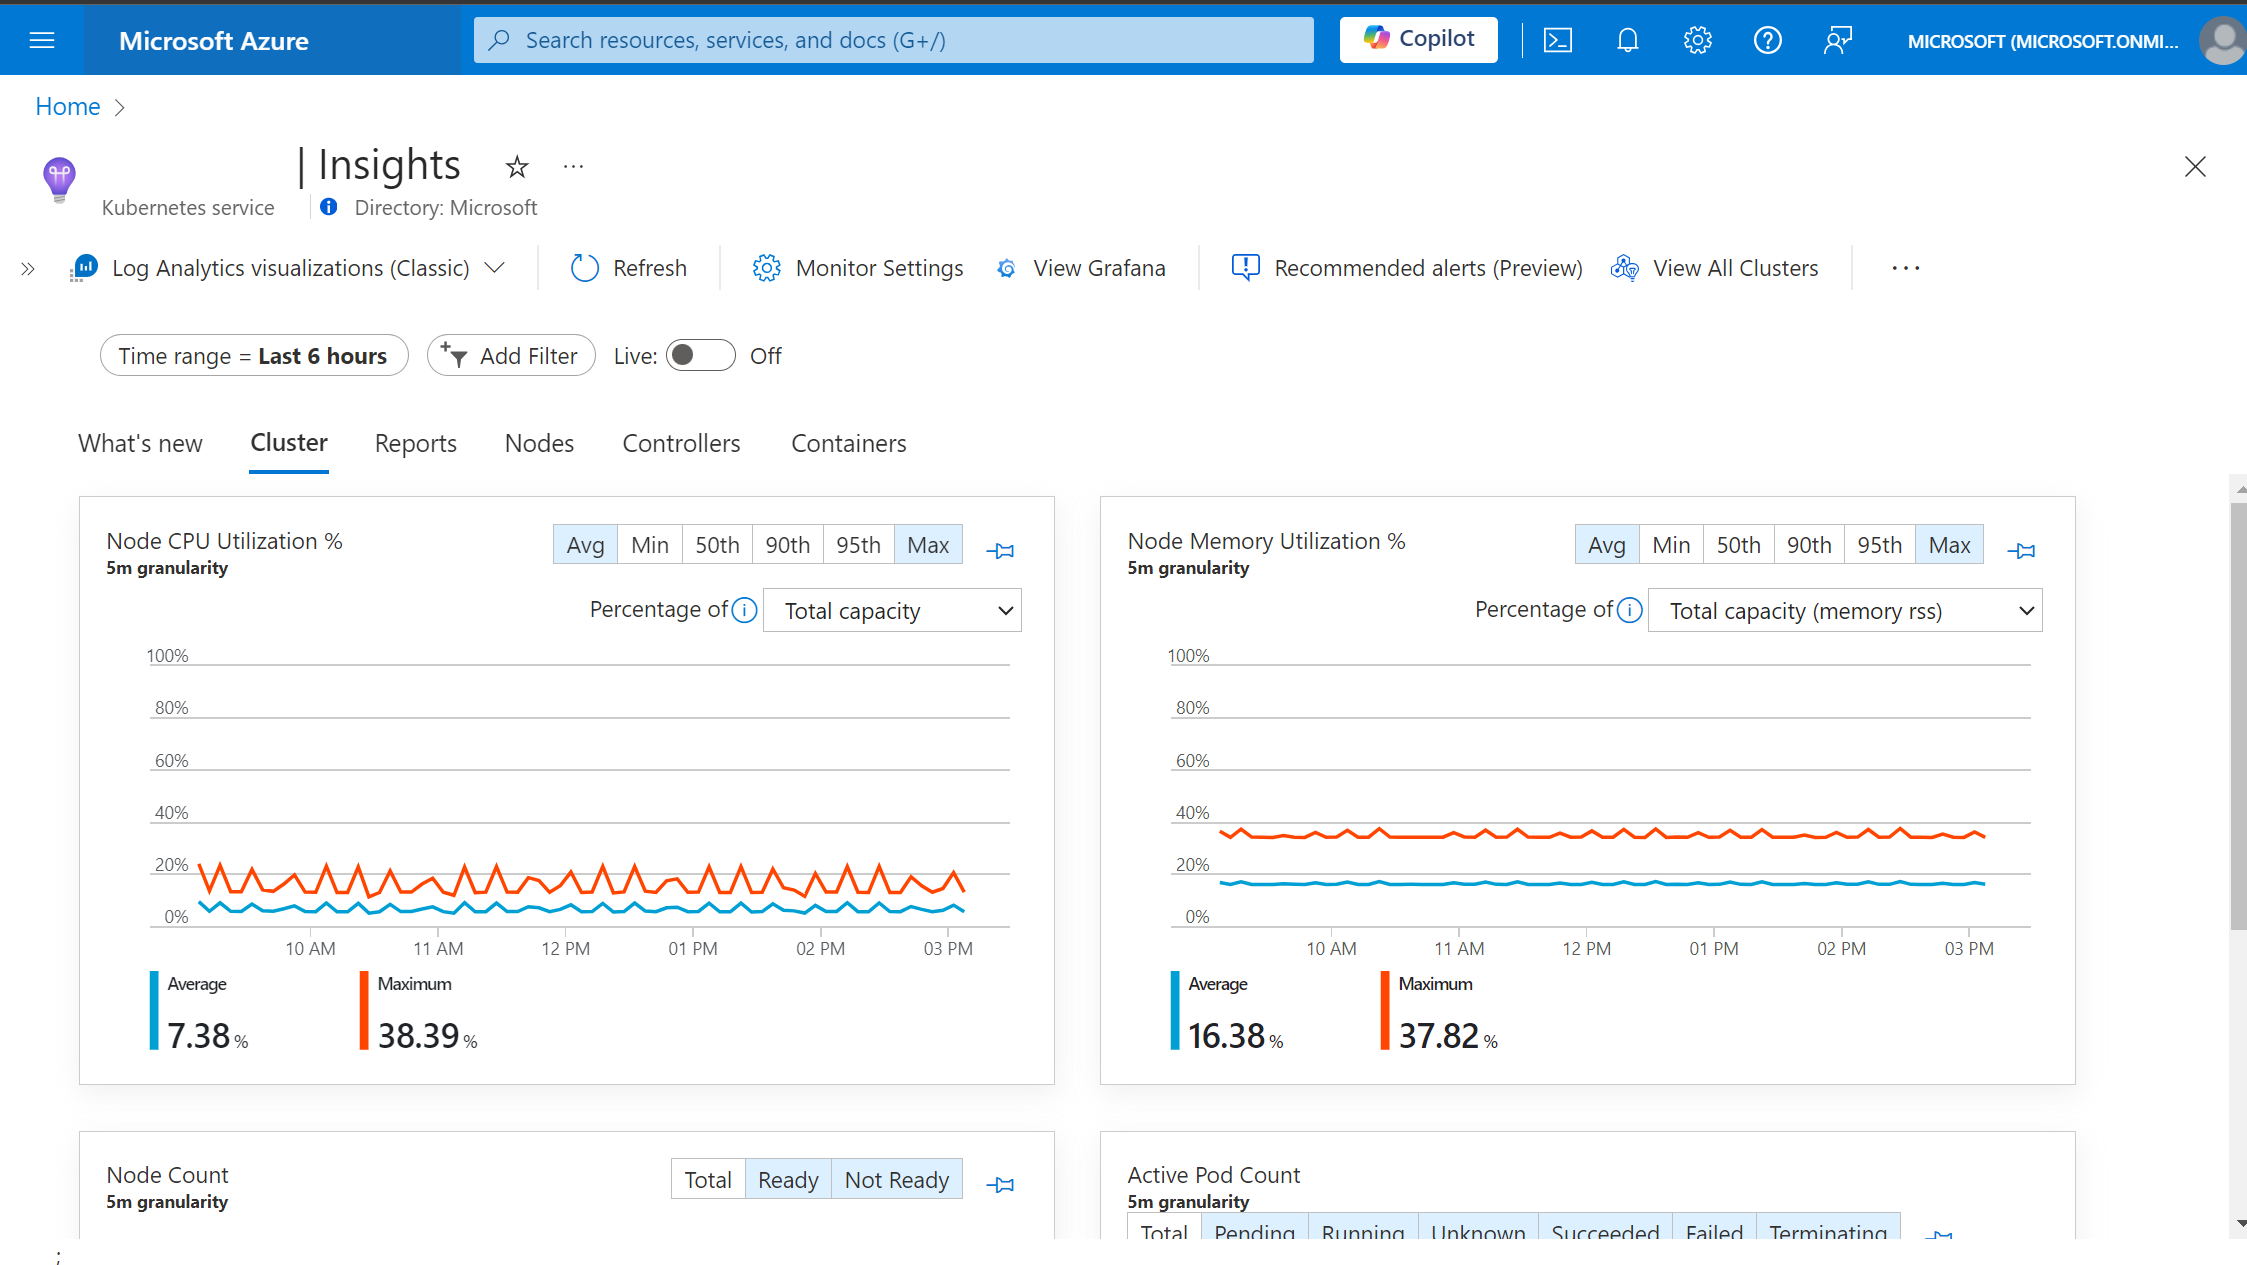 Microsoft Azure
Search resources, services, and docs (G+/)
Copilot
MICROSOFT (MICROSOFT.ONMI...
Home
| Insights
Kubernetes service
Directory: Microsoft
Log Analytics visualizations (Classic)
Refresh
Monitor Settings
View Grafana
Recommended alerts (Preview)
View All Clusters
Time range = Last 6 hours
Add Filter
Live:
Off
What's new
Cluster
Reports
Nodes
Controllers
Containers
Node CPU Utilization %
5m granularity
Avg
Min
50th
90th
95th
Max
Percentage of
Total capacity
100%
80%
60%
40%
20%
0%
10 AM
11 AM
12 PM
01 PM
02 PM
03 PM
Average
7.38 %
Maximum
38.39 %
Node Memory Utilization %
5m granularity
Avg
Min
50th
90th
95th
Max
Percentage of
Total capacity (memory rss)
100%
80%
60%
40%
20%
0%
10 AM
11 AM
12 PM
01 PM
02 PM
03 PM
Average
16.38 %
Maximum
37.82 %
Node Count
5m granularity
Total
Ready
Not Ready
Active Pod Count
5m granularity
Total
Pending
Running
Unknown
Succeeded
Failed
Terminating
;